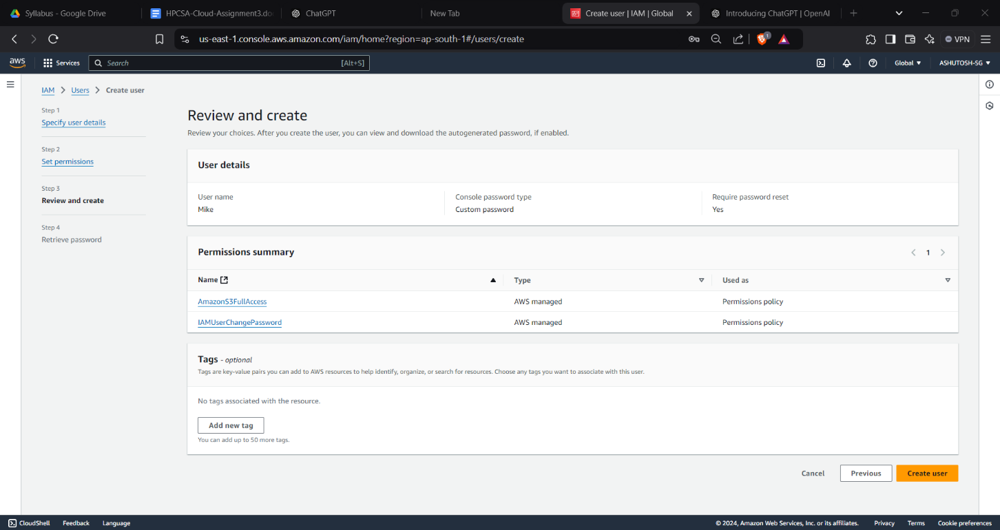 Syllabus - Google Drive
HPCSA-Cloud-Assignment3.do
ChatGPT
New Tab
Create user | IAM | Global
Introducing ChatGPT | OpenAI
us-east-1.console.aws.amazon.com/iam/home?region=ap-south-1#/users/create
1
VPN
aws
Services
Search
[Alt+S]
Global
ASHUTOSH-SG
IAM
Users
Create user
Step 1
Specify user details
Step 2
Set permissions
Step 3
Review and create
Step 4
Retrieve password
Review and create
Review your choices. After you create the user, you can view and download the autogenerated password, if enabled.
User details
User name
Mike
Console password type
Custom password
Require password reset
Yes
Permissions summary
1
Name
Type
Used as
AmazonS3FullAccess
AWS managed
Permissions policy
IAMUserChangePassword
AWS managed
Permissions policy
Tags - optional
Tags are key-value pairs you can add to AWS resources to help identify, organize, or search for resources. Choose any tags you want to associate with this user.
No tags associated with the resource.
Add new tag
You can add up to 50 more tags.
Cancel
Previous
Create user
CloudShell
Feedback
Language
© 2024, Amazon Web Services, Inc. or its affiliates.
Privacy
Terms
Cookie preferences